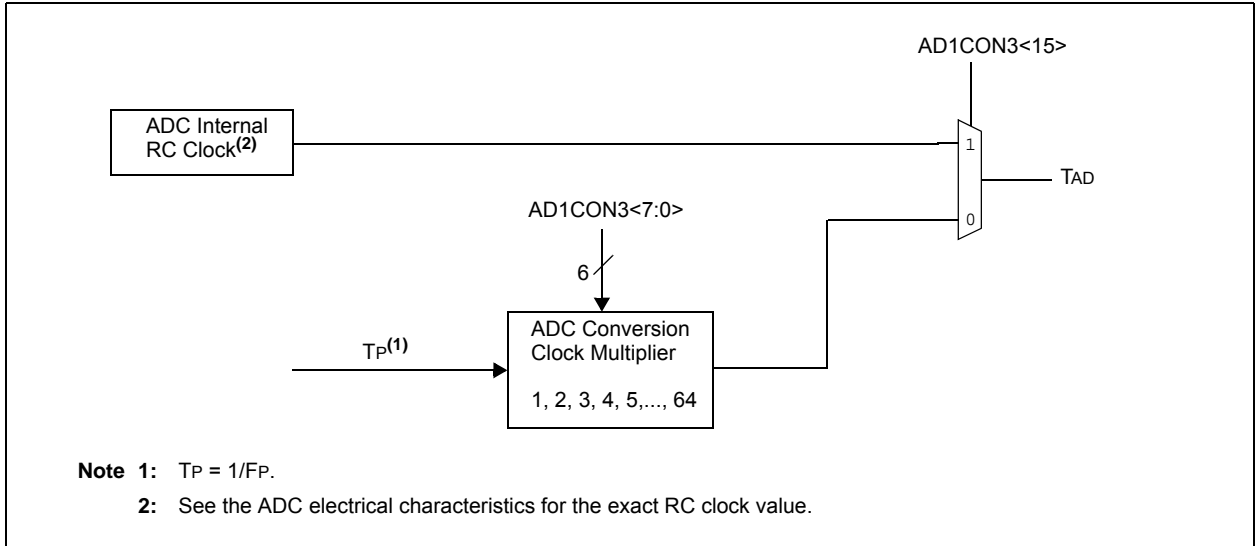 AD1CON3<15>
ADC Internal
RC Clock(2)
1
TAD
AD1CON3<7:0>
0
6
ADC Conversion
Clock Multiplier
TP(1)
1, 2, 3, 4, 5,..., 64
Note 1: TP = 1/FP.
2: See the ADC electrical characteristics for the exact RC clock value.